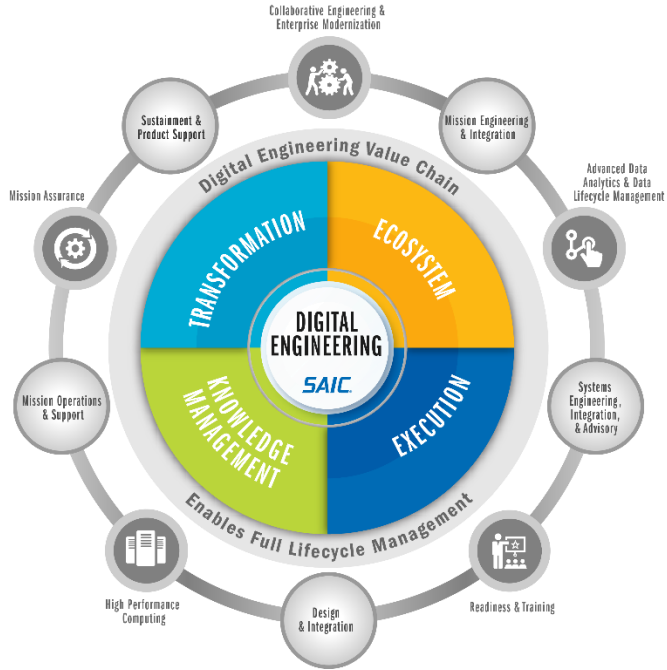 Collaborative Engineering &
Enterprise Modernization
Sustainment &
Product Support
Mission Engineering
& Integration
Digital Engineering Value Chain
Mission Assurance
Advanced Data
Analytics & Data
Lifecycle Management
TRANSFORMATION
ECOSYSTEM
DIGITAL
ENGINEERING
SAIC
KNOWLEDGE
MANAGEMENT
EXECUTION
Mission Operations
& Support
Systems
Engineering,
Integration,
& Advisory
Enables Full Lifecycle Management
High Performance
Computing
Design
& Integration
Readiness & Training